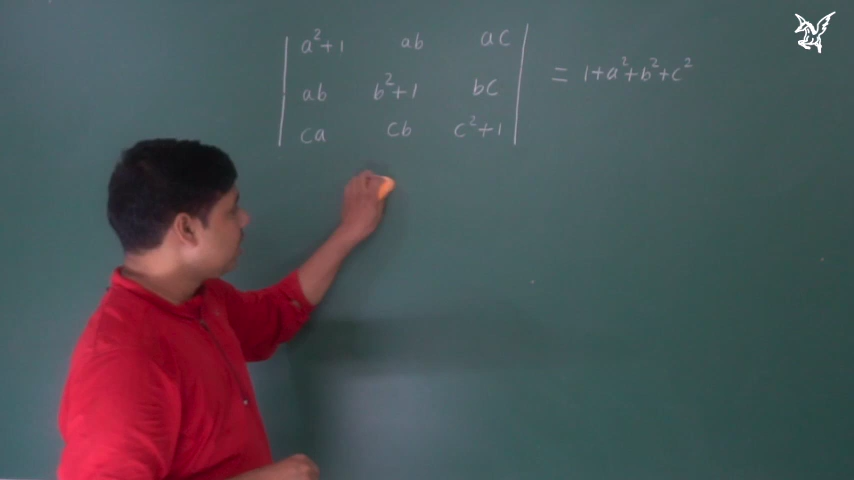 | a²+1 ab ac |
| ab b²+1 bc | = 1+a²+b²+c²
| ca cb c²+1 |